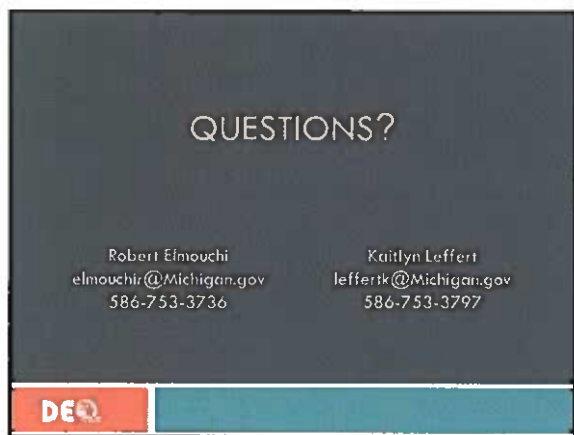 QUESTIONS?
Robert Elmouchi
elmouchir@Michigan.gov
586-753-3736
Kaitlyn Leffert
leffertk@Michigan.gov
586-753-3797
DEQ